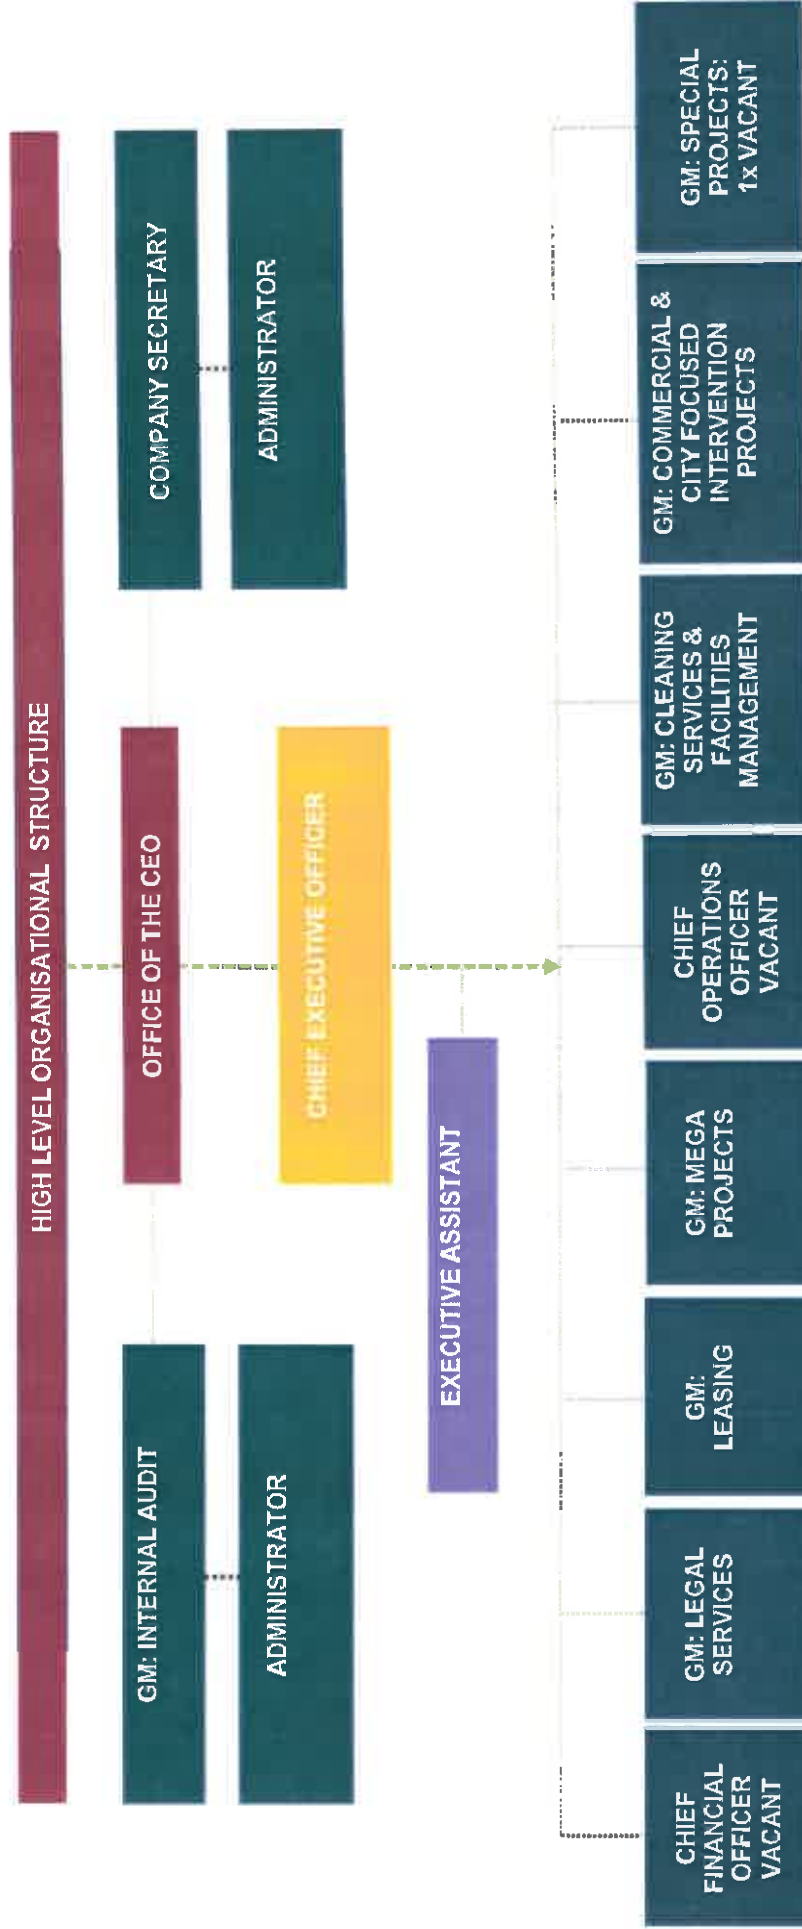 HIGH LEVEL ORGANISATIONAL STRUCTURE
OFFICE OF THE CEO
GM: INTERNAL AUDIT
ADMINISTRATOR
COMPANY SECRETARY
ADMINISTRATOR
CHIEF EXECUTIVE OFFICER
EXECUTIVE ASSISTANT
CHIEF
FINANCIAL
OFFICER
VACANT
GM: LEGAL
SERVICES
GM:
LEASING
GM: MEGA
PROJECTS
CHIEF
OPERATIONS
OFFICER
VACANT
GM: CLEANING
SERVICES &
FACILITIES
MANAGEMENT
GM: COMMERCIAL &
CITY FOCUSED
INTERVENTION
PROJECTS
GM: SPECIAL
PROJECTS:
1x VACANT